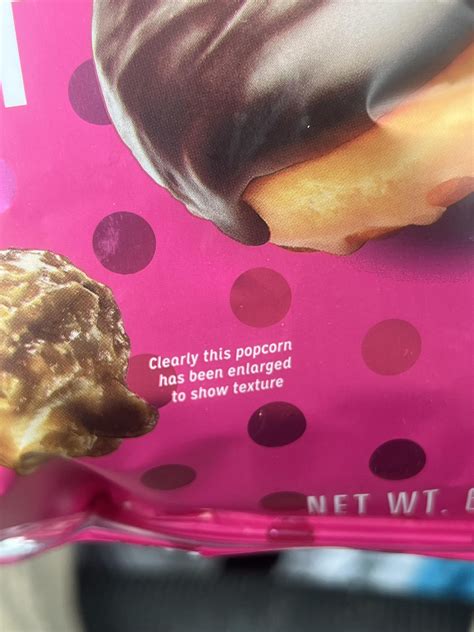 Clearly this popcorn
has been enlarged
to show texture
NET WT.